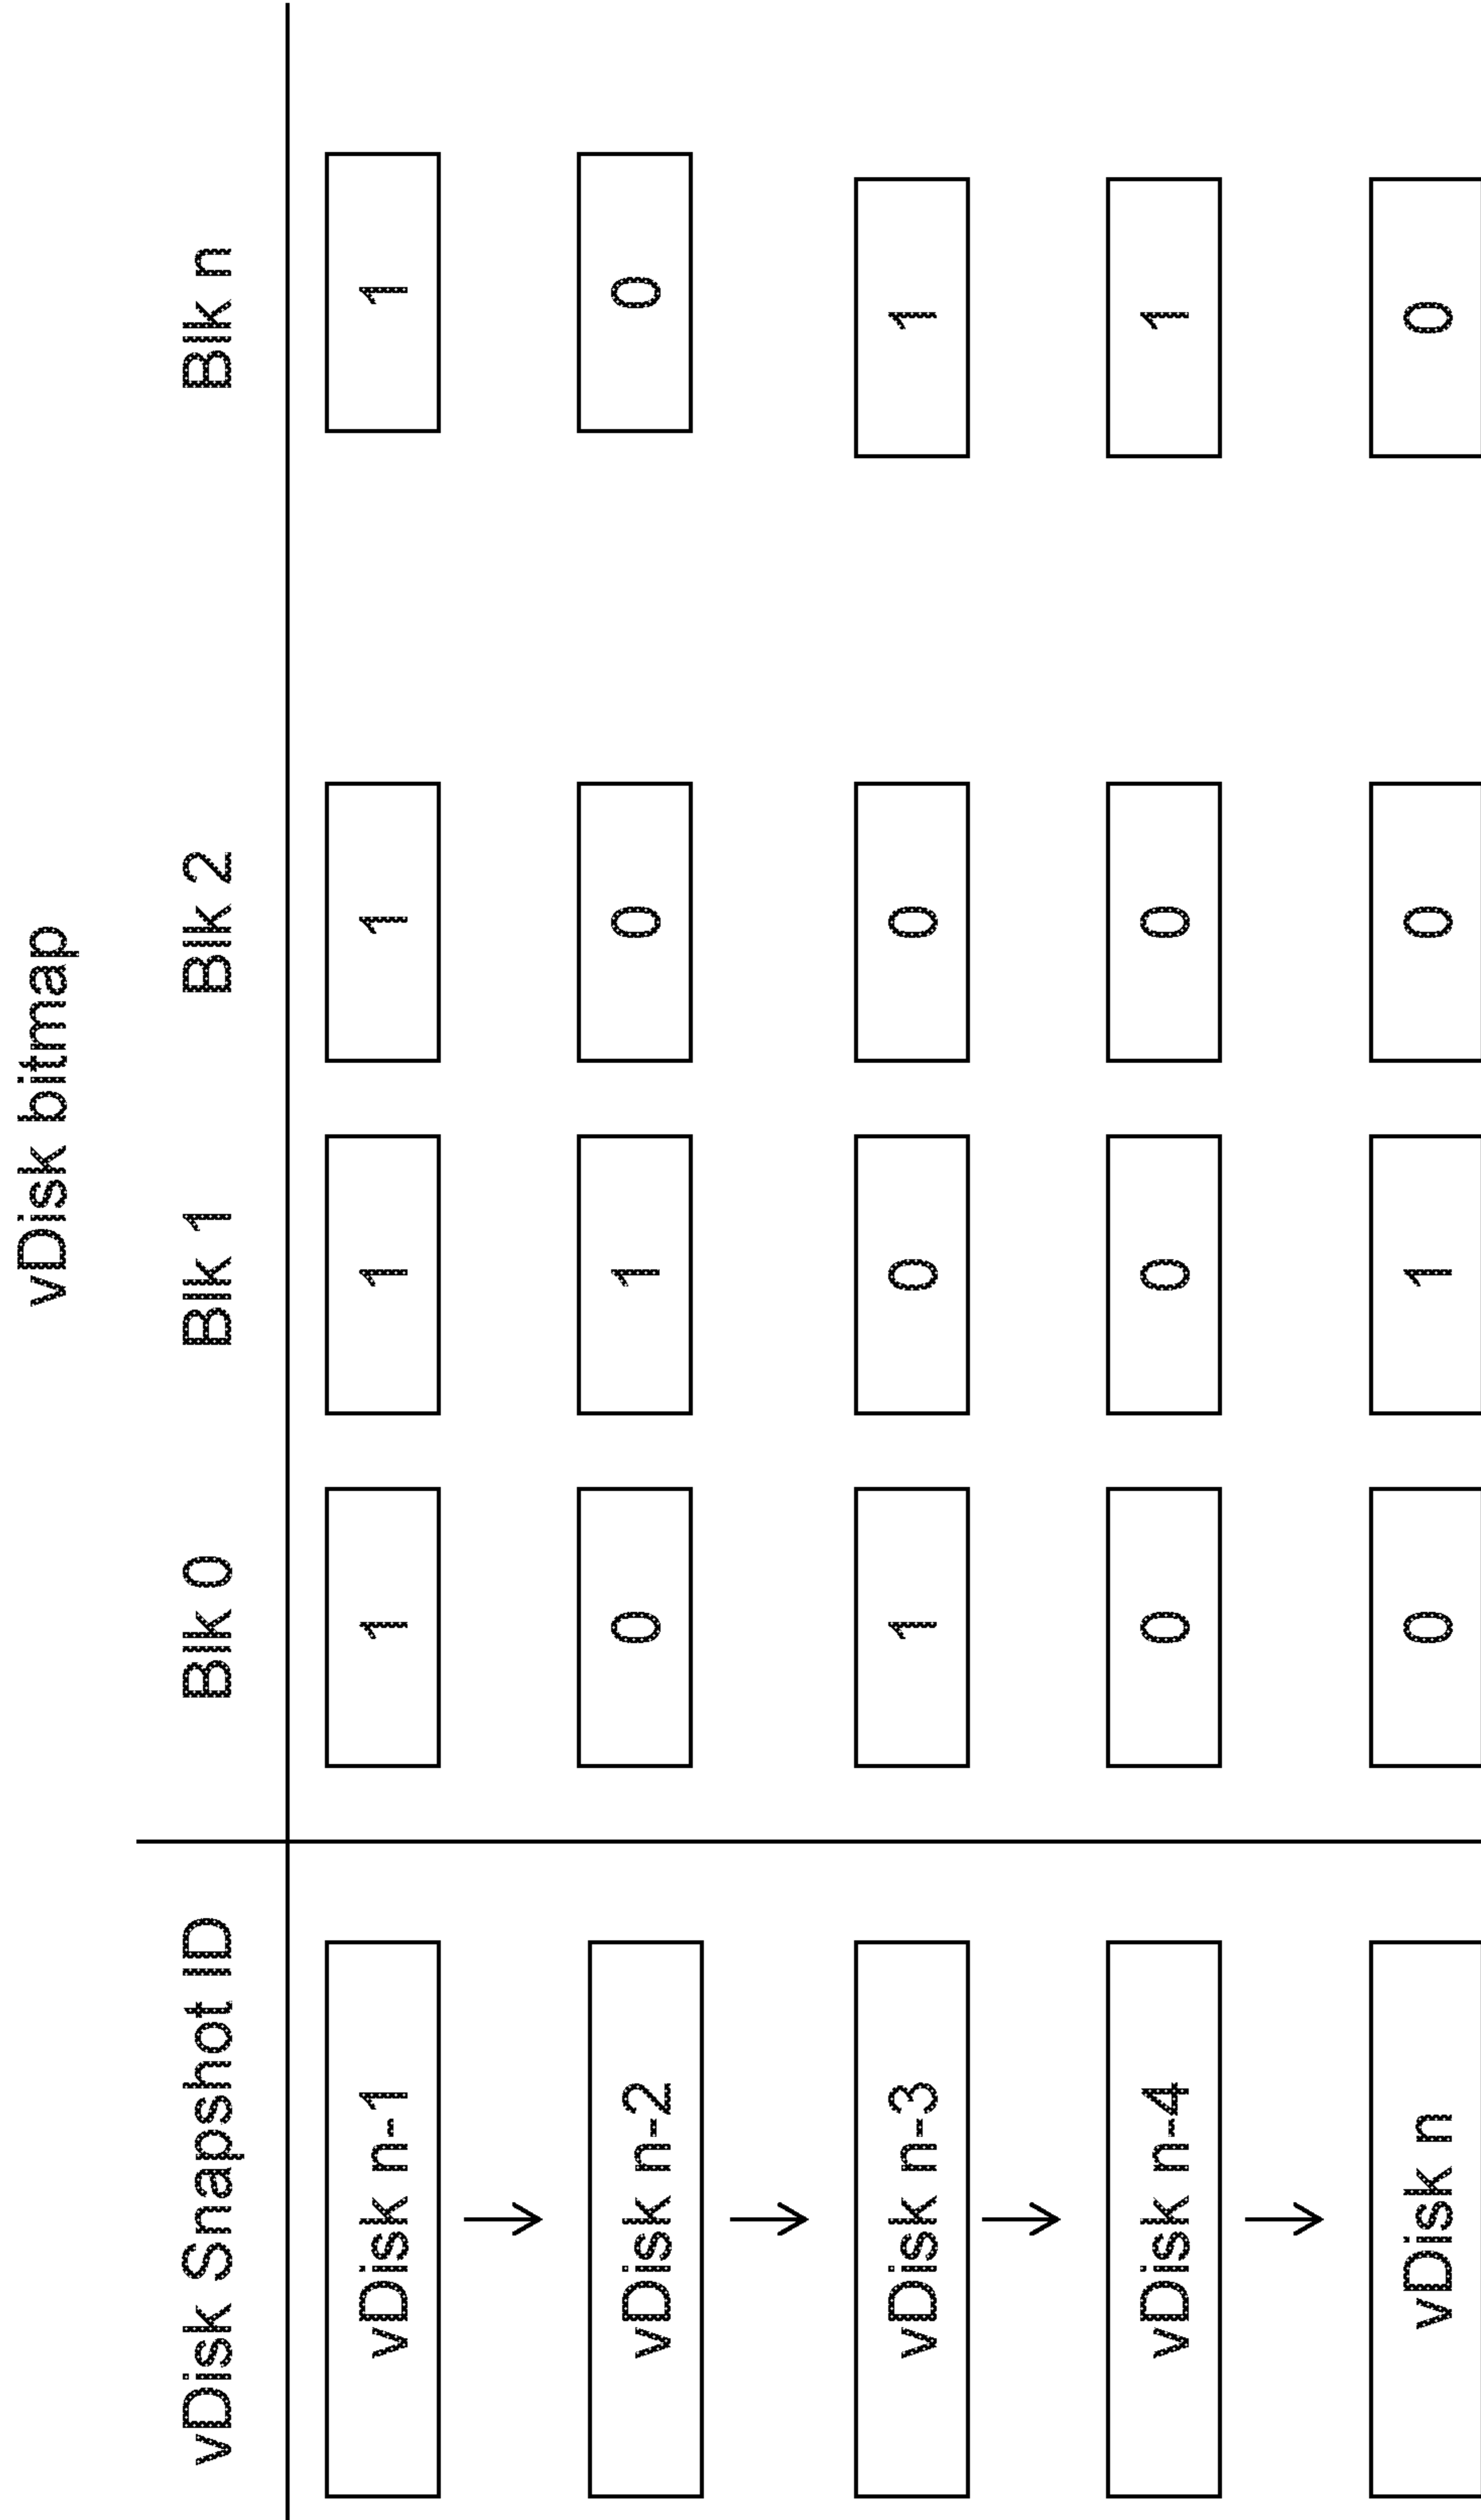 vDisk bitmap
vDisk Snapshot ID Blk 0 Blk 1 Blk 2 Blk n
vDisk n-1 1 1 1 1
vDisk n-2 0 1 0 0
vDisk n-3 1 0 0 1
vDisk n-4 0 0 0 1
vDisk n 0 1 0 0